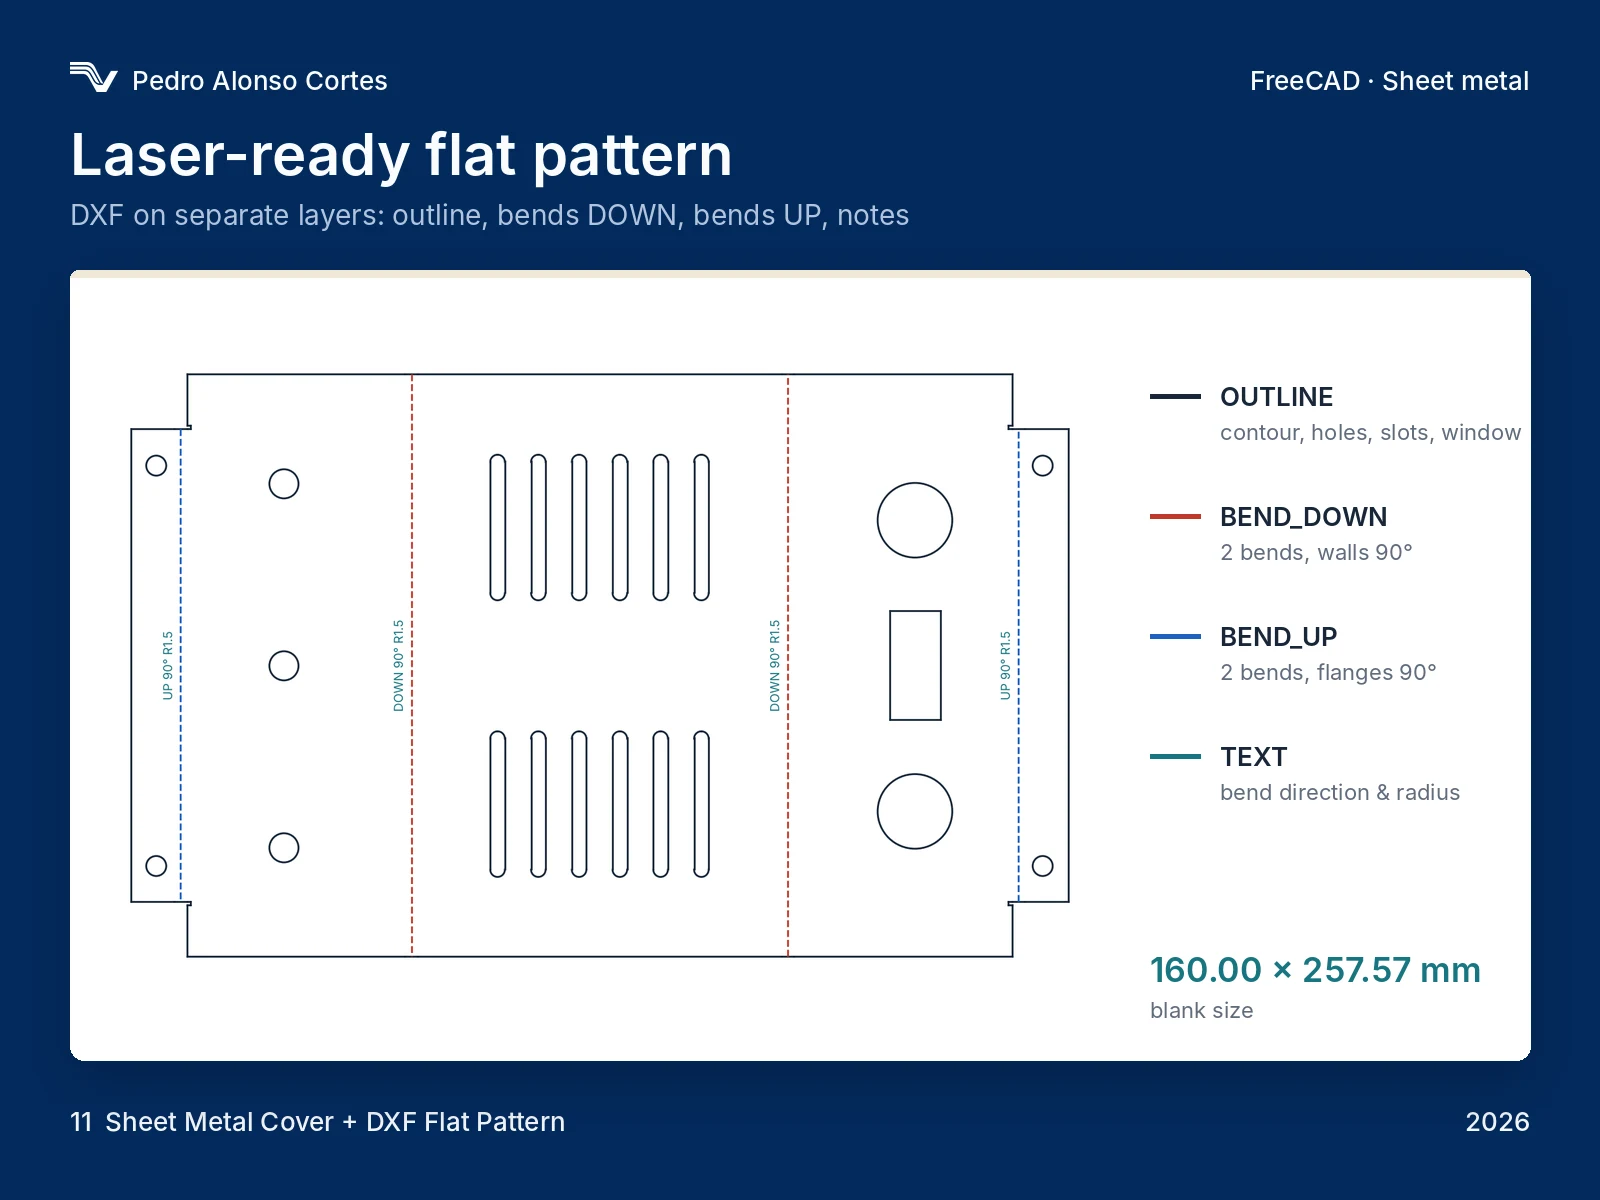 Pedro Alonso Cortes
FreeCAD · Sheet metal
Laser-ready flat pattern
DXF on separate layers: outline, bends DOWN, bends UP, notes
UP 90° R1.5
DOWN 90° R1.5
DOWN 90° R1.5
UP 90° R1.5
OUTLINE
contour, holes, slots, window
BEND_DOWN
2 bends, walls 90°
BEND_UP
2 bends, flanges 90°
TEXT
bend direction & radius
160.00 × 257.57 mm
blank size
11 Sheet Metal Cover + DXF Flat Pattern
2026